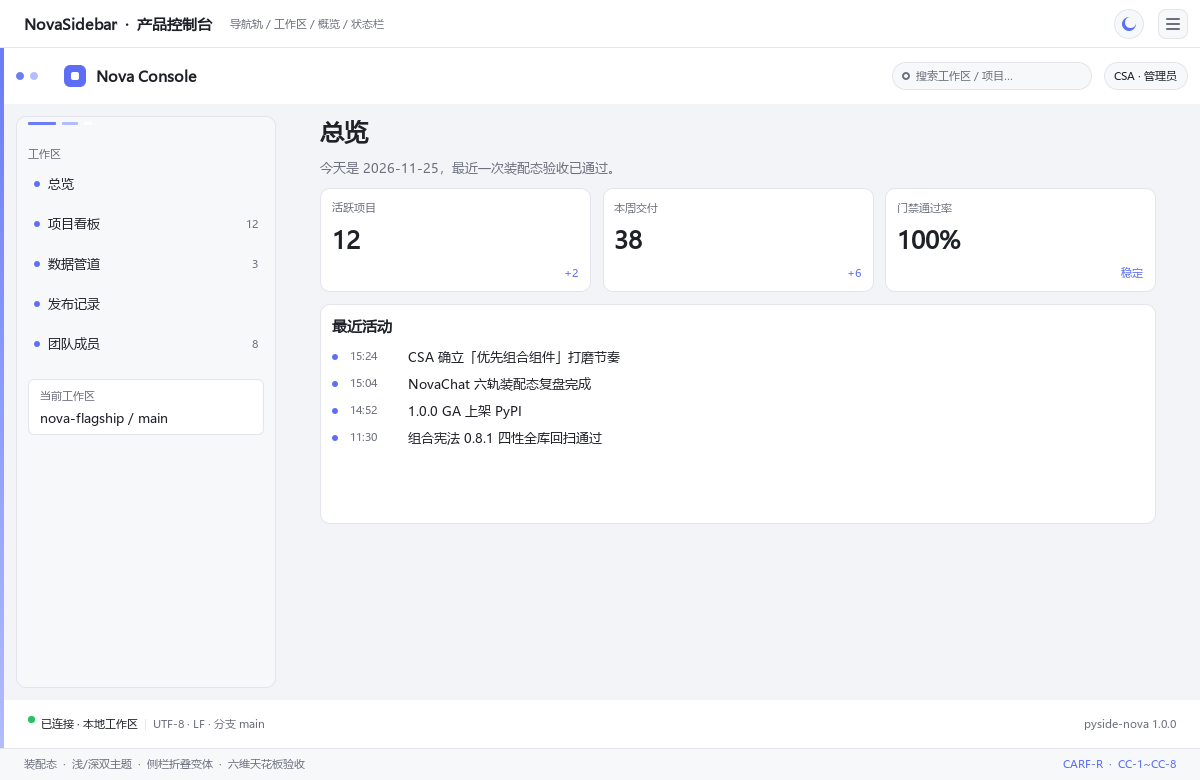 NovaSidebar · 产品控制台 导航轨 / 工作区 / 概览 / 状态栏
Nova Console 搜索工作区 / 项目... CSA · 管理员
工作区
总览
项目看板 12
数据管道 3
发布记录
团队成员 8
当前工作区
nova-flagship / main
总览
今天是 2026-11-25，最近一次装配态验收已通过。
活跃项目
12
+2
本周交付
38
+6
门禁通过率
100%
稳定
最近活动
15:24 CSA 确立「优先组合组件」打磨节奏
15:04 NovaChat 六轨装配态复盘完成
14:52 1.0.0 GA 上架 PyPI
11:30 组合宪法 0.8.1 四性全库回扫通过
已连接 · 本地工作区 UTF-8 · LF · 分支 main pyside-nova 1.0.0
装配态 · 浅/深双主题 · 侧栏折叠变体 · 六维天花板验收 CARF-R · CC-1~CC-8